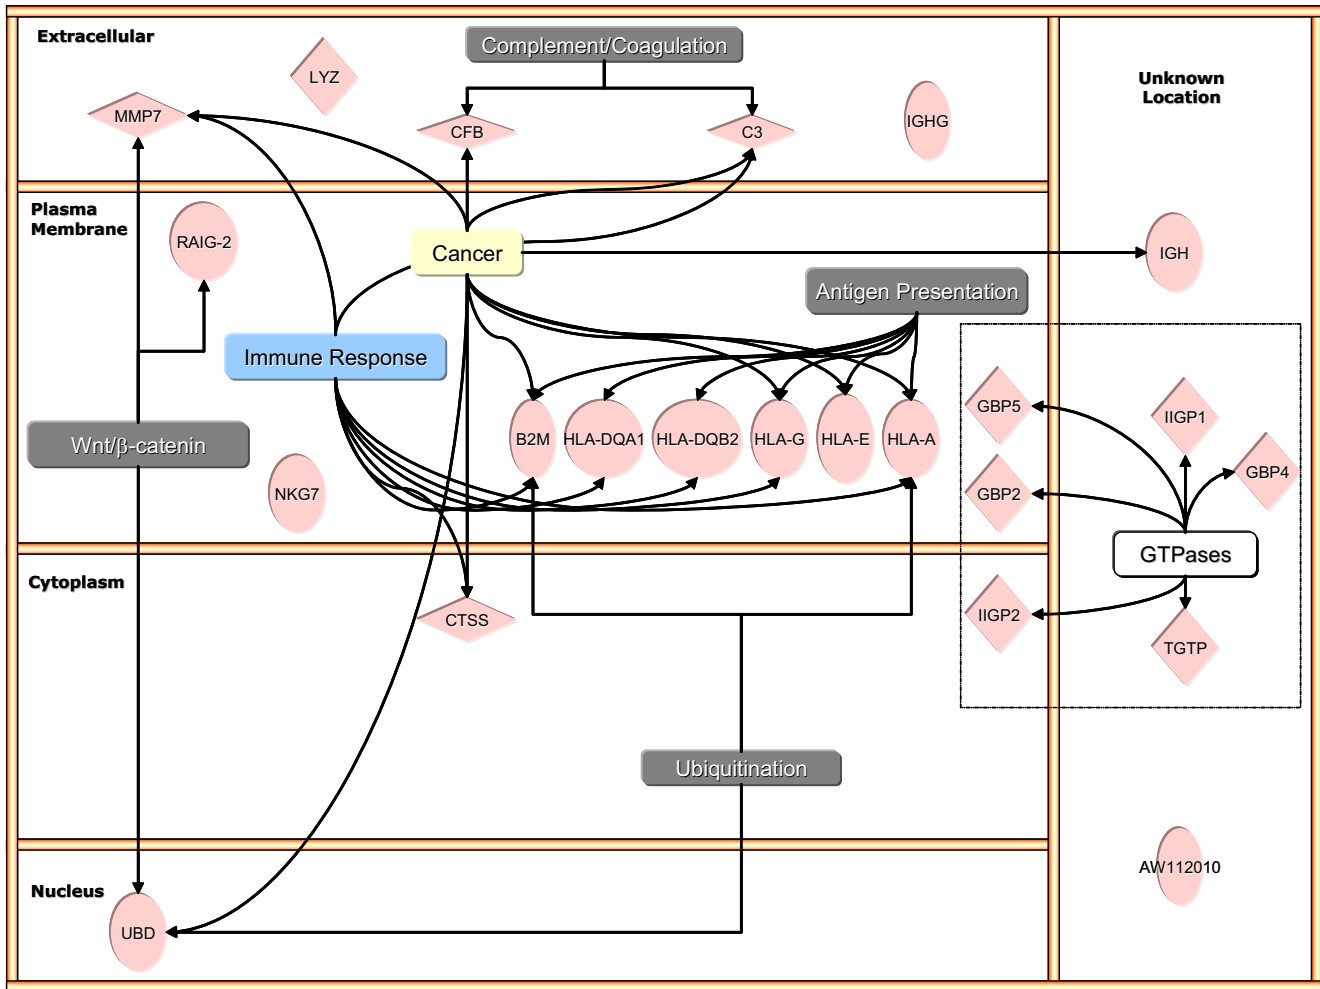 Extracellular
Complement/Coagulation
LYZ
Unknown
Location
MMP7
CFB
C3
IGHG
Plasma
Membrane
RAIG-2
Cancer
IGH
Antigen Presentation
Immune Response
GBP5
IIGP1
Wnt/β-catenin
B2M
HLA-DQA1
HLA-DQB2
HLA-G
HLA-E
HLA-A
GBP4
NKG7
GBP2
GTPases
Cytoplasm
CTSS
IIGP2
TGTP
Ubiquitination
AW112010
Nucleus
UBD